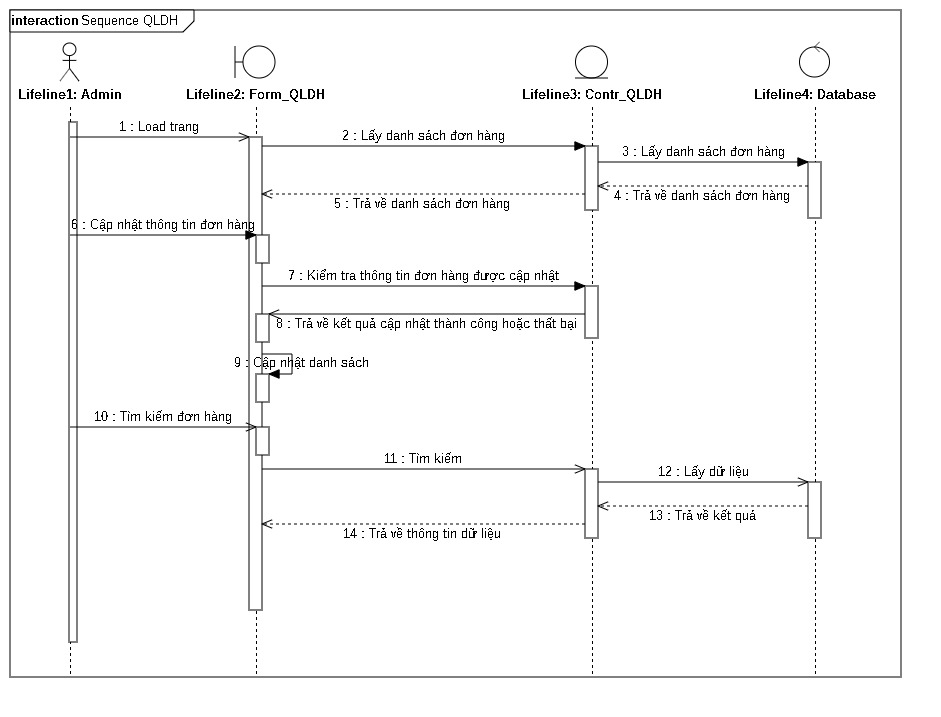 interaction Sequence QLDH
Lifeline1: Admin
Lifeline2: Form_QLDH
Lifeline3: Contr_QLDH
Lifeline4: Database
1 : Load trang
2 : Lấy danh sách đơn hàng
3 : Lấy danh sách đơn hàng
4 : Trả về danh sách đơn hàng
5 : Trả về danh sách đơn hàng
6 : Cập nhật thông tin đơn hàng
7 : Kiểm tra thông tin đơn hàng được cập nhật
8 : Trả về kết quả cập nhật thành công hoặc thất bại
9 : Cập nhật danh sách
10 : Tìm kiếm đơn hàng
11 : Tìm kiếm
12 : Lấy dữ liệu
13 : Trả về kết quả
14 : Trả về thông tin dữ liệu